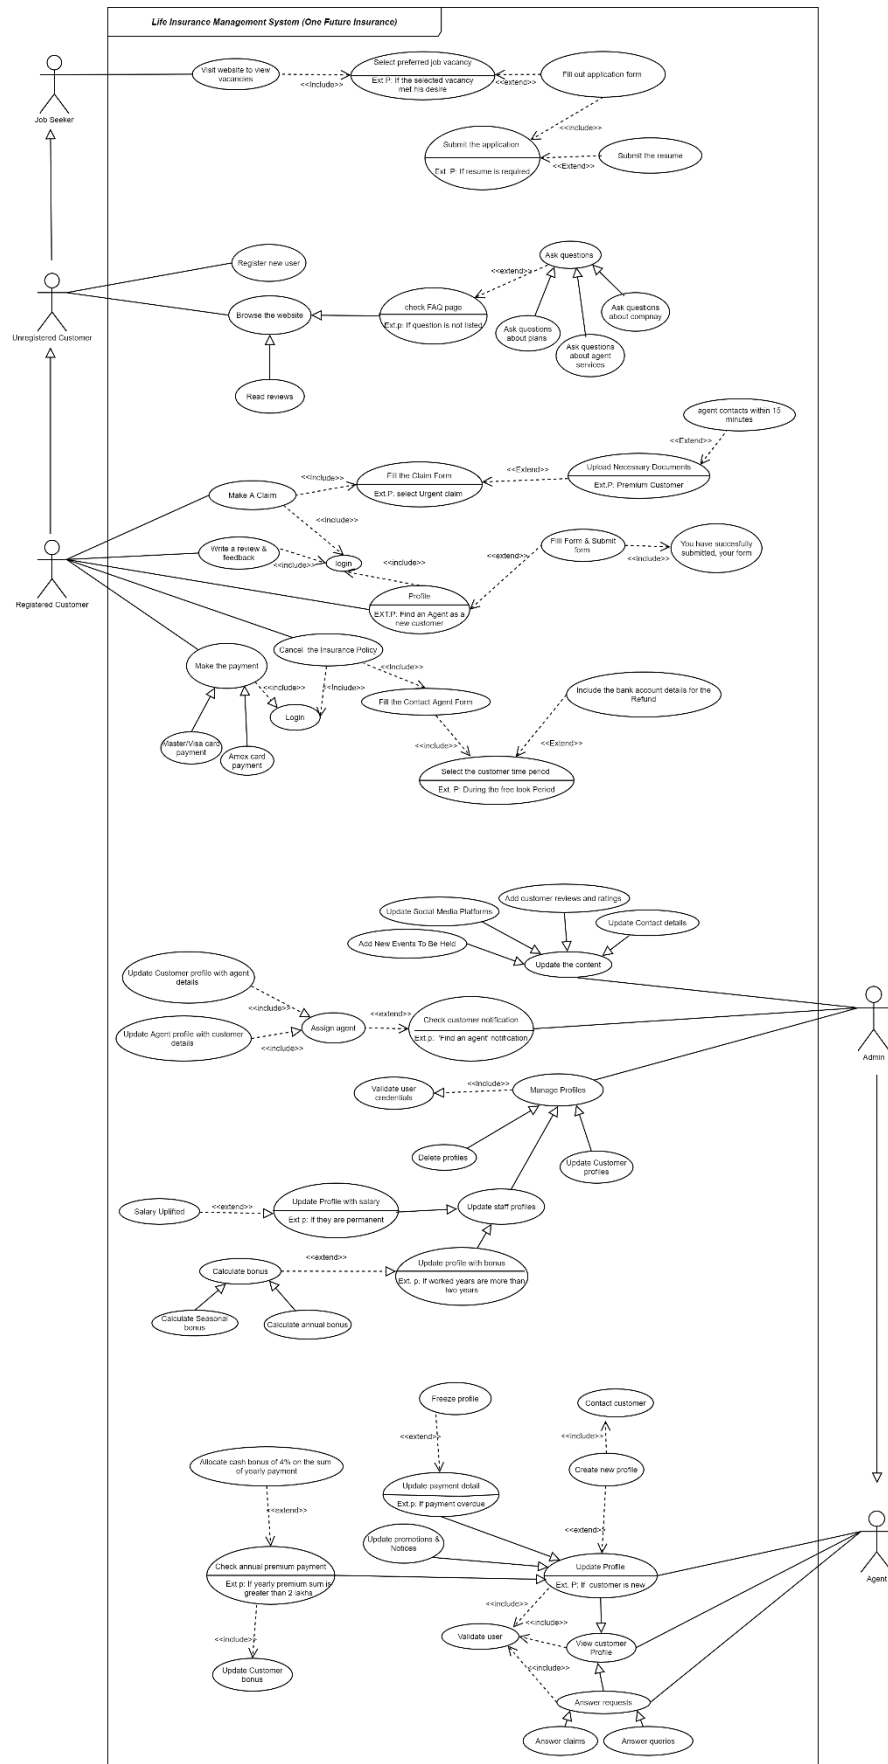 Life Insurance Management System (One Future Insurance)
Job Seeker
Visit website to view
vacancies
<<Include>>
Select preferred job vacancy
Ext P: If the selected vacancy
met his desire
<<extend>>
Fill out application form
<<include>>
Submit the application
Ext P: If resume is required
<<Extend>>
Submit the resume
Unregistered Customer
Register new user
Browse the website
Read reviews
check FAQ page
Ext.p: If question is not listed
<<extend>>
Ask questions
Ask questions
about plans
Ask questions
about agent
services
Ask questions
about compnay
Registered Customer
agent contacts within 15
minutes
<<Extend>>
Make A Claim
<<include>>
Fill the Claim Form
Ext.P: select Urgent claim
<<Extend>>
Upload Necessary Documents
Ext.P. Premium Customer
<<Include>>
Write a review &
feedback
<<include>>
login
<<include>>
Profile
EXT.P: Find an Agent as a
new customer
<<extend>>
Filll Form & Submit
form
<<include>>
You have succesfully
submitted, your form
Cancel the Insurance Policy
Make the payment
<<include>>
<<Include>>
<<Include>>
Login
Master/Visa card
payment
Amex card
payment
Fill the Contact Agent Form
Include the bank account details for the
Refund
<<include>>
<<Extend>>
Select the customer time period
Ext. P: During the free look Period
Add customer reviews and ratings
Update Social Media Platforms
Update Contact details
Add New Events To Be Held
Update the content
Admin
Update Customer profile with agent
details
<<include>>
Update Agent profile with customer
details
<<include>>
Assign agent
<<extend>>
Check customer notification
Ext.p: 'Find an agent' notification
Validate user
credentials
<<Include>>
Manage Profiles
Delete profiles
Update Customer
profiles
Salary Uplifted
<<extend>>
Update Profile with salary
Ext p: If they are permanent
Update staff profiles
Calculate bonus
<<extend>>
Update profile with bonus
Ext. p: If worked years are more than
two years
Calculate Seasonal
bonus
Calculate annual bonus
Freeze profile
<<extend>>
Contact customer
<<include>>
Allocate cash bonus of 4% on the sum
of yearly payment
<<extend>>
Update payment detail
Ext.p: If payment overdue
Create new profile
<<extend>>
Update promotions &
Notices
Check annual premium payment
Ext p: If yearly premium sum is
greater than 2 lakhs
Update Profile
Ext. P: If customer is new
Agent
<<include>>
Update Customer
bonus
<<include>>
Validate user
<<include>>
View customer
Profile
<<include>>
Answer requests
Answer claims
Answer queries